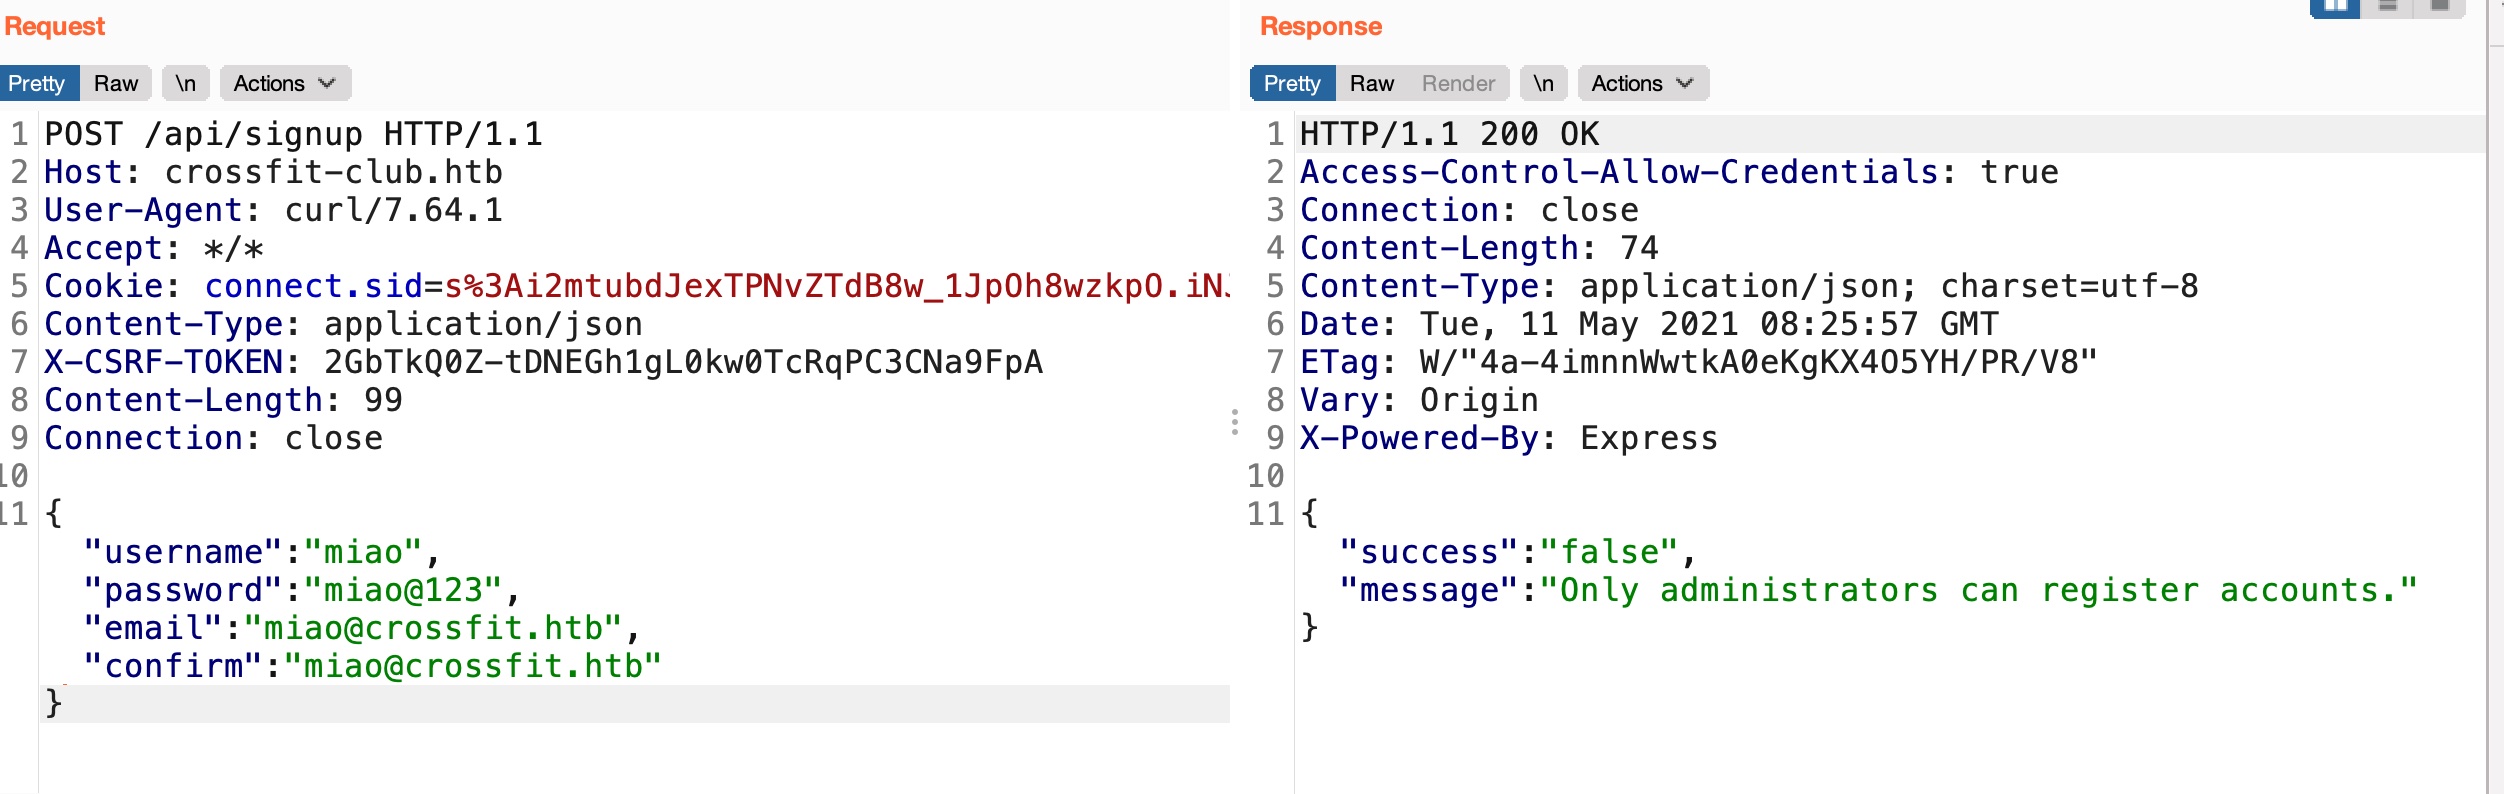 Request
Pretty Raw \n Actions
1 POST /api/signup HTTP/1.1
2 Host: crossfit-club.htb
3 User-Agent: curl/7.64.1
4 Accept: */*
5 Cookie: connect.sid=s%3Ai2mtubdJexTPNvZTdB8w_1JpOh8wzkpO.iN
6 Content-Type: application/json
7 X-CSRF-TOKEN: 2GbTkQ0Z-tDNEGh1gL0kw0TcRqPC3CNa9FpA
8 Content-Length: 99
9 Connection: close
10
11 {
"username":"miao",
"password":"miao@123",
"email":"miao@crossfit.htb",
"confirm":"miao@crossfit.htb"
}
Response
Pretty Raw Render \n Actions
1 HTTP/1.1 200 OK
2 Access-Control-Allow-Credentials: true
3 Connection: close
4 Content-Length: 74
5 Content-Type: application/json; charset=utf-8
6 Date: Tue, 11 May 2021 08:25:57 GMT
7 ETag: W/"4a-4imnnWwtkA0eKgKX4O5YH/PR/V8"
8 Vary: Origin
9 X-Powered-By: Express
10
11 {
"success":"false",
"message":"Only administrators can register accounts."
}